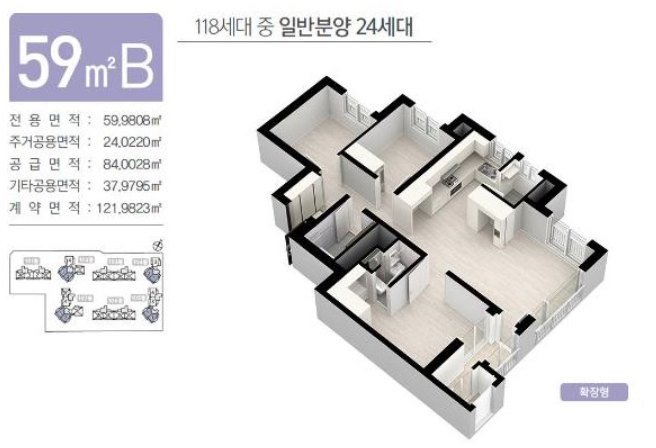 118세대 중 일반분양 24세대
59㎡B
전 용 면 적 : 59.9808㎡
주거공용면적 : 24.0220㎡
공 급 면 적 : 84.0028㎡
기타공용면적 : 37.9795㎡
계 약 면 적 : 121.9823㎡
확장형